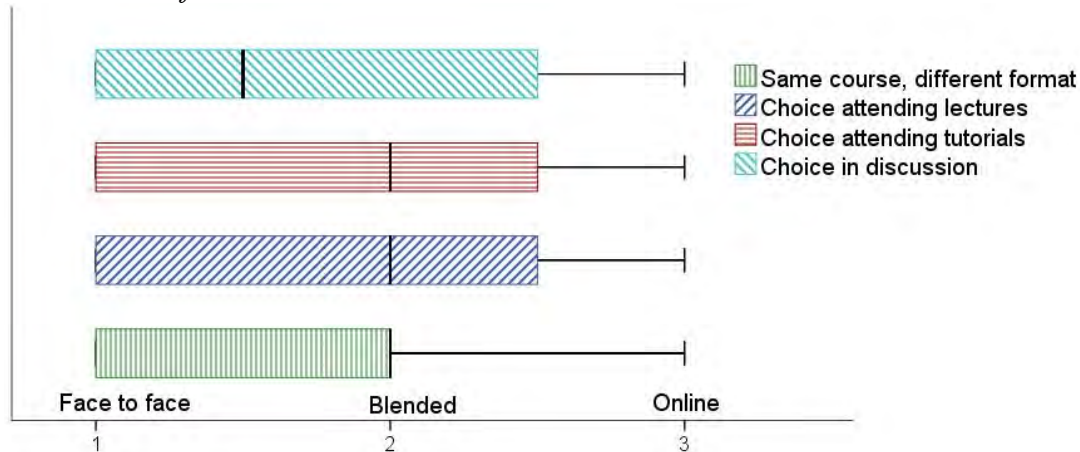 Same course, different format
Choice attending lectures
Choice attending tutorials
Choice in discussion
Face to face
Blended
Online
1
2
3